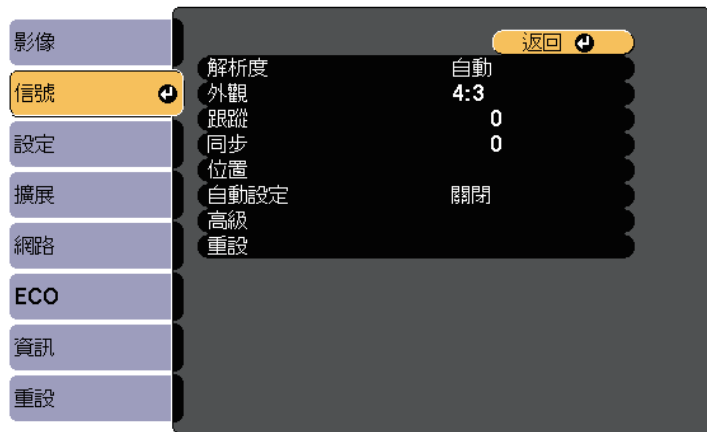 影像
信號
設定
擴展
網路
ECO
資訊
重設
返回
解析度 自動
外觀 4:3
跟蹤 0
同步 0
位置
自動設定 關閉
高級
重設